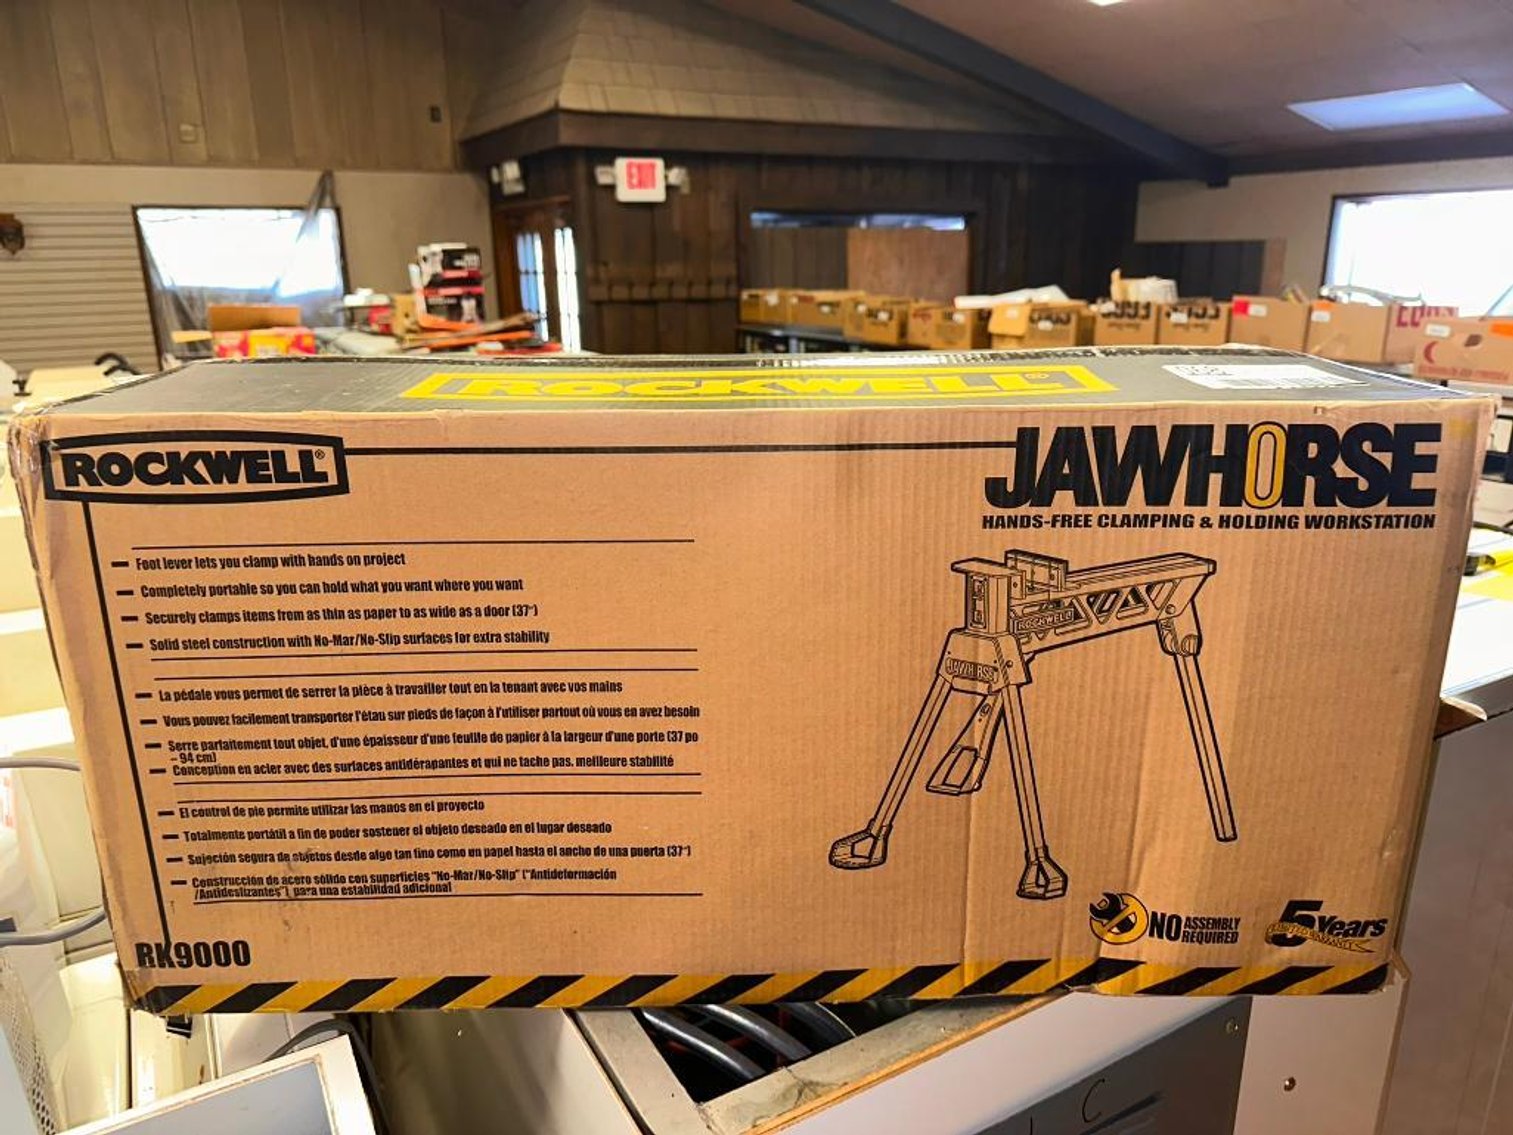 EXIT
ROCKWELL®
ROCKWELL®
JAWHORSE
HANDS-FREE CLAMPING & HOLDING WORKSTATION
— Foot lever lets you clamp with hands on project
— Completely portable so you can hold what you want where you want
— Securely clamps items from as thin as paper to as wide as a door (37")
— Solid steel construction with No-Mar/No-Slip surfaces for extra stability
— La pédale vous permet de serrer la pièce à travailler tout en la tenant avec vos mains
— Vous pouvez facilement transporter l'étau sur pieds de façon à l'utiliser partout où vous en avez besoin
— Serre parfaitement tout objet, d'une épaisseur d'une feuille de papier à la largeur d'une porte (37 po
– 94 cm)
— Conception en acier avec des surfaces antidérapantes et qui ne tache pas. meilleure stabilité
— El control de pie permite utilizar las manos en el proyecto
— Totalmente portátil a fin de poder sostener el objeto deseado en el lugar deseado
— Sujeción segura de objetos desde algo tan fino como un papel hasta el ancho de una puerta (37")
— Construcción de acero sólido con superficies "No-Mar/No-Slip" ("Antideformación
/Antideslizantes") para una estabilidad adicional
ROCKWELL
JAWHORSE
RK9000
NO ASSEMBLY
REQUIRED
5 Years